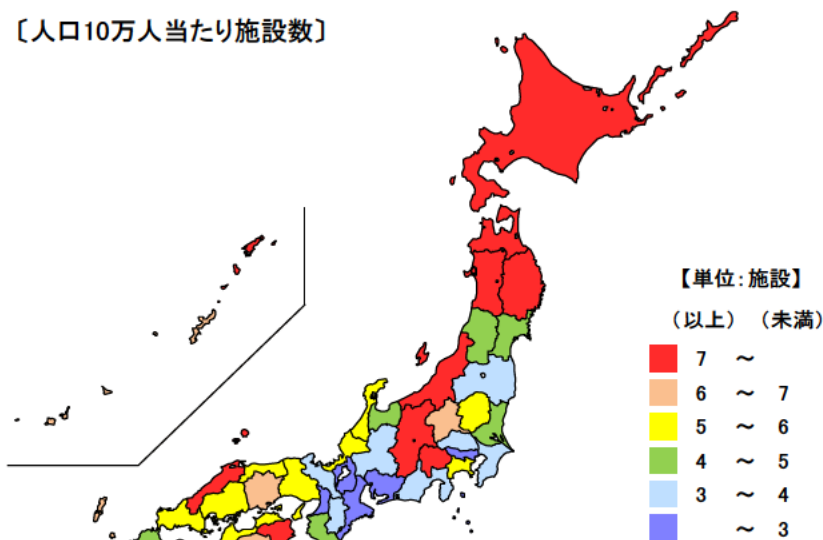 〔人口10万人当たり施設数〕
【単位:施設】
（以上） （未満）
7 ～
6 ～ 7
5 ～ 6
4 ～ 5
3 ～ 4
～ 3